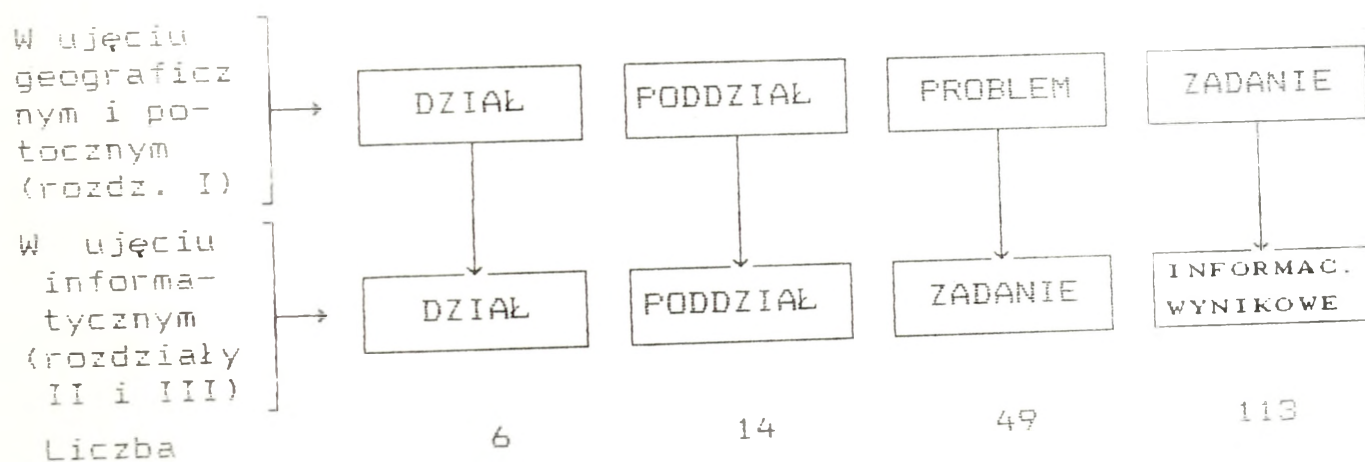 W ujęciu
geograficz
nym i po-
tocznym
(rozdz. I)
DZIAŁ
PODDZIAŁ
PROBLEM
ZADANIE
W ujęciu
informa-
tycznym
(rozdziały
II i III)
DZIAŁ
PODDZIAŁ
ZADANIE
INFORMAC.
WYNIKOWE
Liczba
6
14
49
113